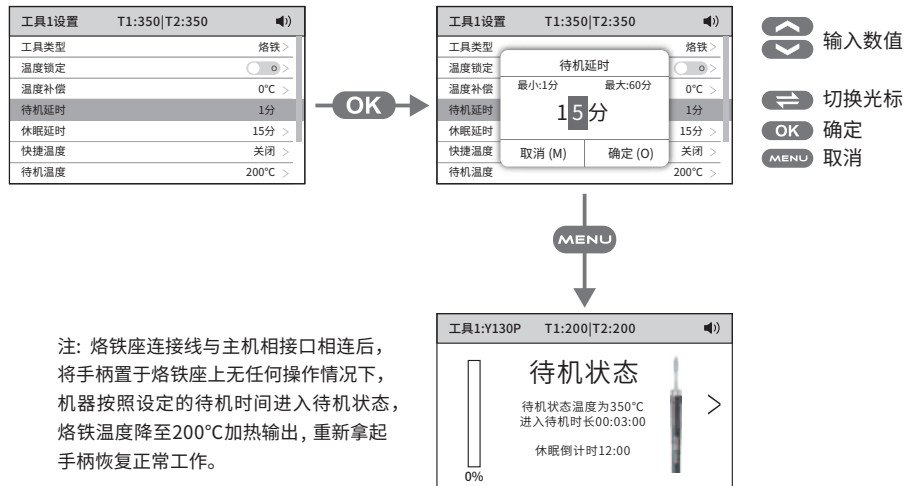 工具1设置 T1:350|T2:350
工具类型 烙铁 >
温度锁定 >
温度补偿 0℃ >
待机延时 1分
休眠延时 15分 >
快捷温度 关闭 >
待机温度 200℃ >
OK
工具1设置 T1:350|T2:350
工具类型 烙铁 >
温度锁定 >
温度补偿 0℃ >
待机延时 1分
休眠延时 15分 >
快捷温度 关闭 >
待机温度 200℃ >
待机延时
最小:1分 最大:60分
15分
取消 (M) 确定 (O)
输入数值
切换光标
OK 确定
MENU 取消
MENU
注: 烙铁座连接线与主机相接口相连后，
将手柄置于烙铁座上无任何操作情况下，
机器按照设定的待机时间进入待机状态，
烙铁温度降至200℃加热输出，重新拿起
手柄恢复正常工作。
工具1:Y130P T1:200|T2:200
待机状态
待机状态温度为350℃
进入待机时长00:03:00
休眠倒计时12:00
0%